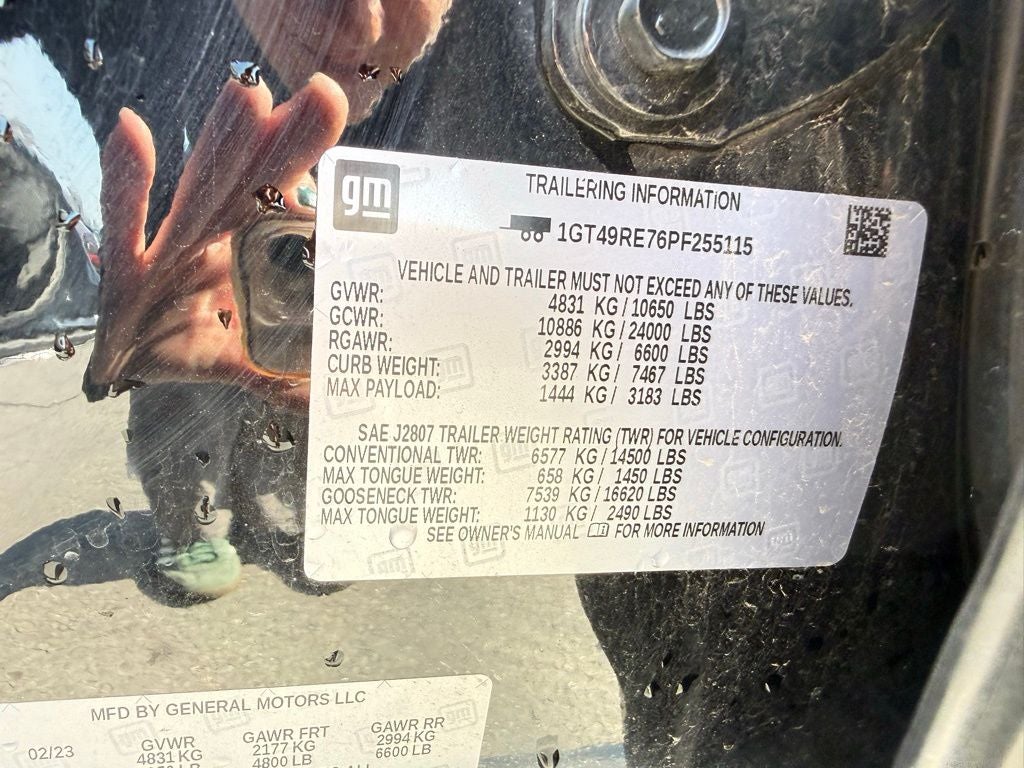 gm
TRAILERING INFORMATION
1GT49RE76PF255115
VEHICLE AND TRAILER MUST NOT EXCEED ANY OF THESE VALUES.
GVWR: 4831 KG/10650 LBS
GCWR: 10886 KG/24000 LBS
RGAWR: 2994 KG/ 6600 LBS
CURB WEIGHT: 3387 KG/ 7467 LBS
MAX PAYLOAD: 1444 KG/ 3183 LBS
SAE J2807 TRAILER WEIGHT RATING (TWR) FOR VEHICLE CONFIGURATION.
CONVENTIONAL TWR: 6577 KG/14500 LBS
MAX TONGUE WEIGHT: 658 KG/ 1450 LBS
GOOSENECK TWR: 7539 KG/16620 LBS
MAX TONGUE WEIGHT: 1130 KG/ 2490 LBS
SEE OWNER'S MANUAL FOR MORE INFORMATION
MFD BY GENERAL MOTORS LLC
02/23 GVWR GAWR FRT GAWR RR
4831 KG 2177 KG 2994 KG
4800 LB 6600 LB